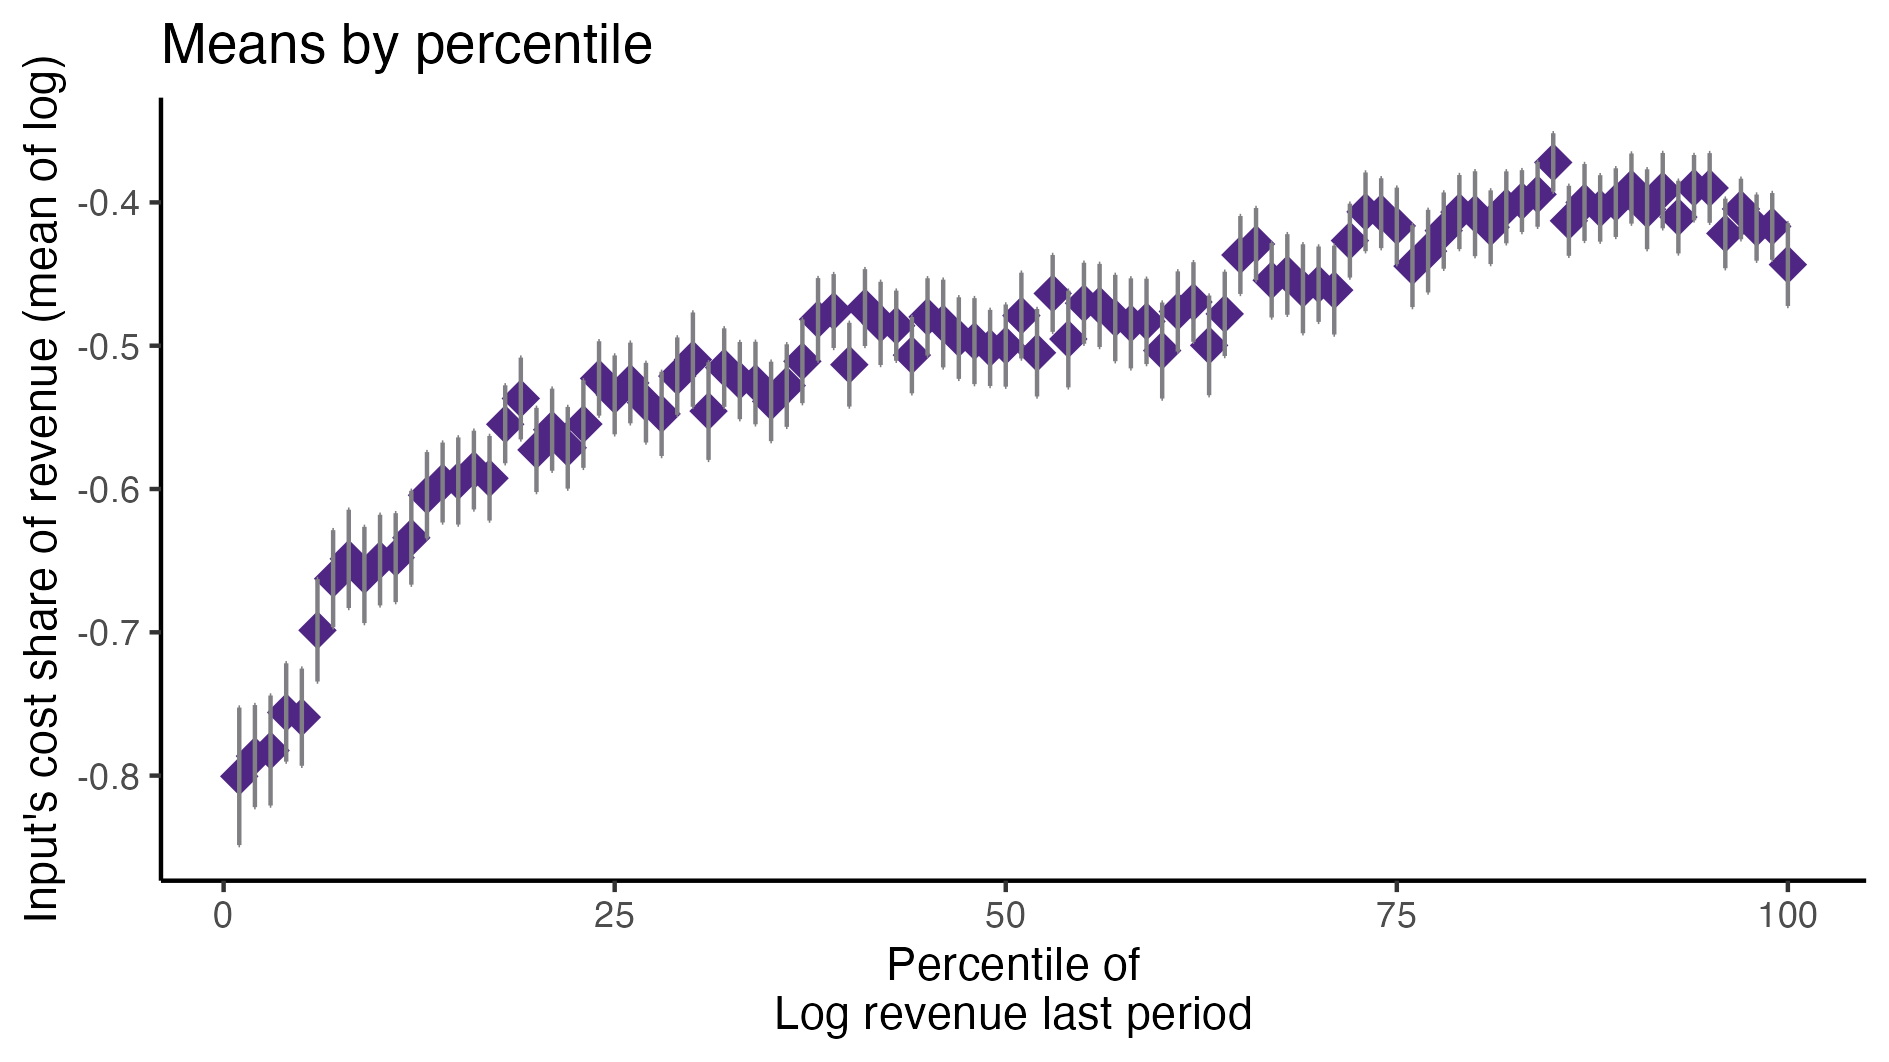 Means by percentile
Input's cost share of revenue (mean of log)
-0.4
-0.5
-0.6
-0.7
-0.8
0
25
50
75
100
Percentile of
Log revenue last period